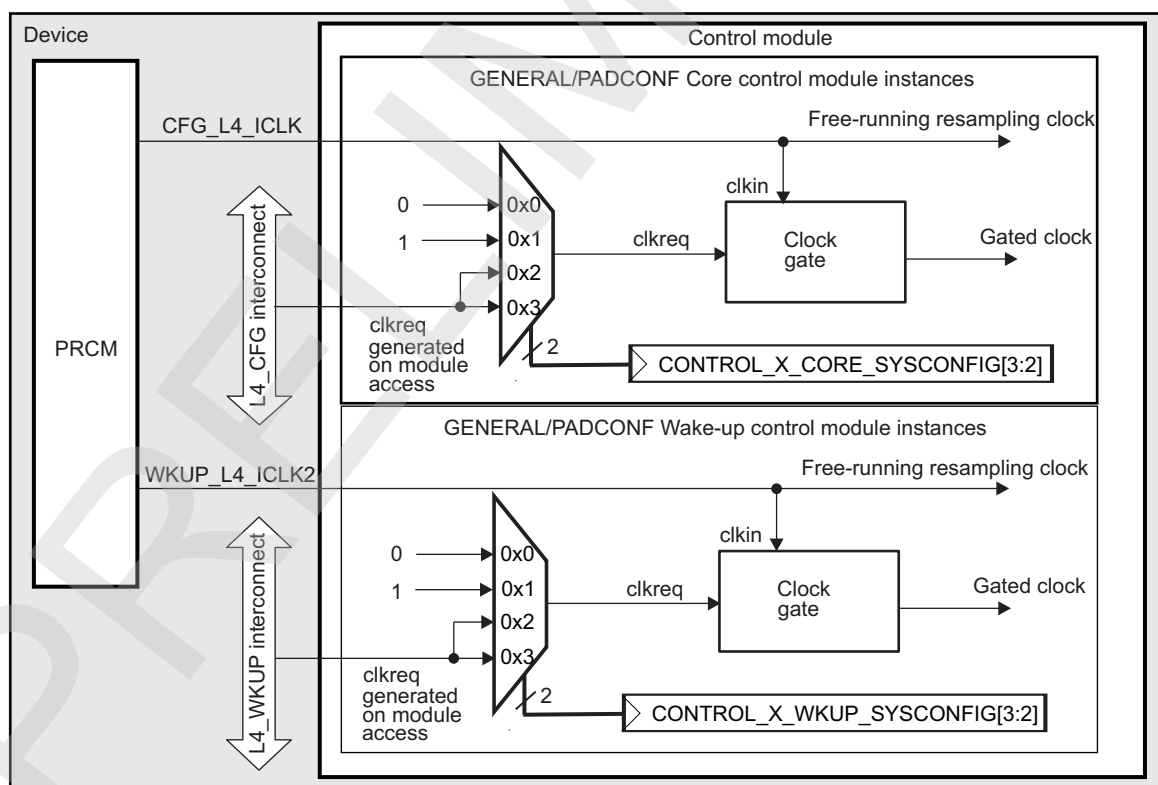 Device
Control module
GENERAL/PADCONF Core control module instances
CFG_L4_ICLK
Free-running resampling clock
clkin
L4_CFG interconnect
0
0x0
1
0x1
0x2
0x3
clkreq
Clock
gate
Gated clock
PRCM
clkreq
generated
on module
access
2
CONTROL_X_CORE_SYSCONFIG[3:2]
GENERAL/PADCONF Wake-up control module instances
WKUP_L4_ICLK2
Free-running resampling clock
clkin
L4_WKUP interconnect
0
0x0
1
0x1
0x2
0x3
clkreq
Clock
gate
Gated clock
clkreq
generated
on module
access
2
CONTROL_X_WKUP_SYSCONFIG[3:2]
PRELIM